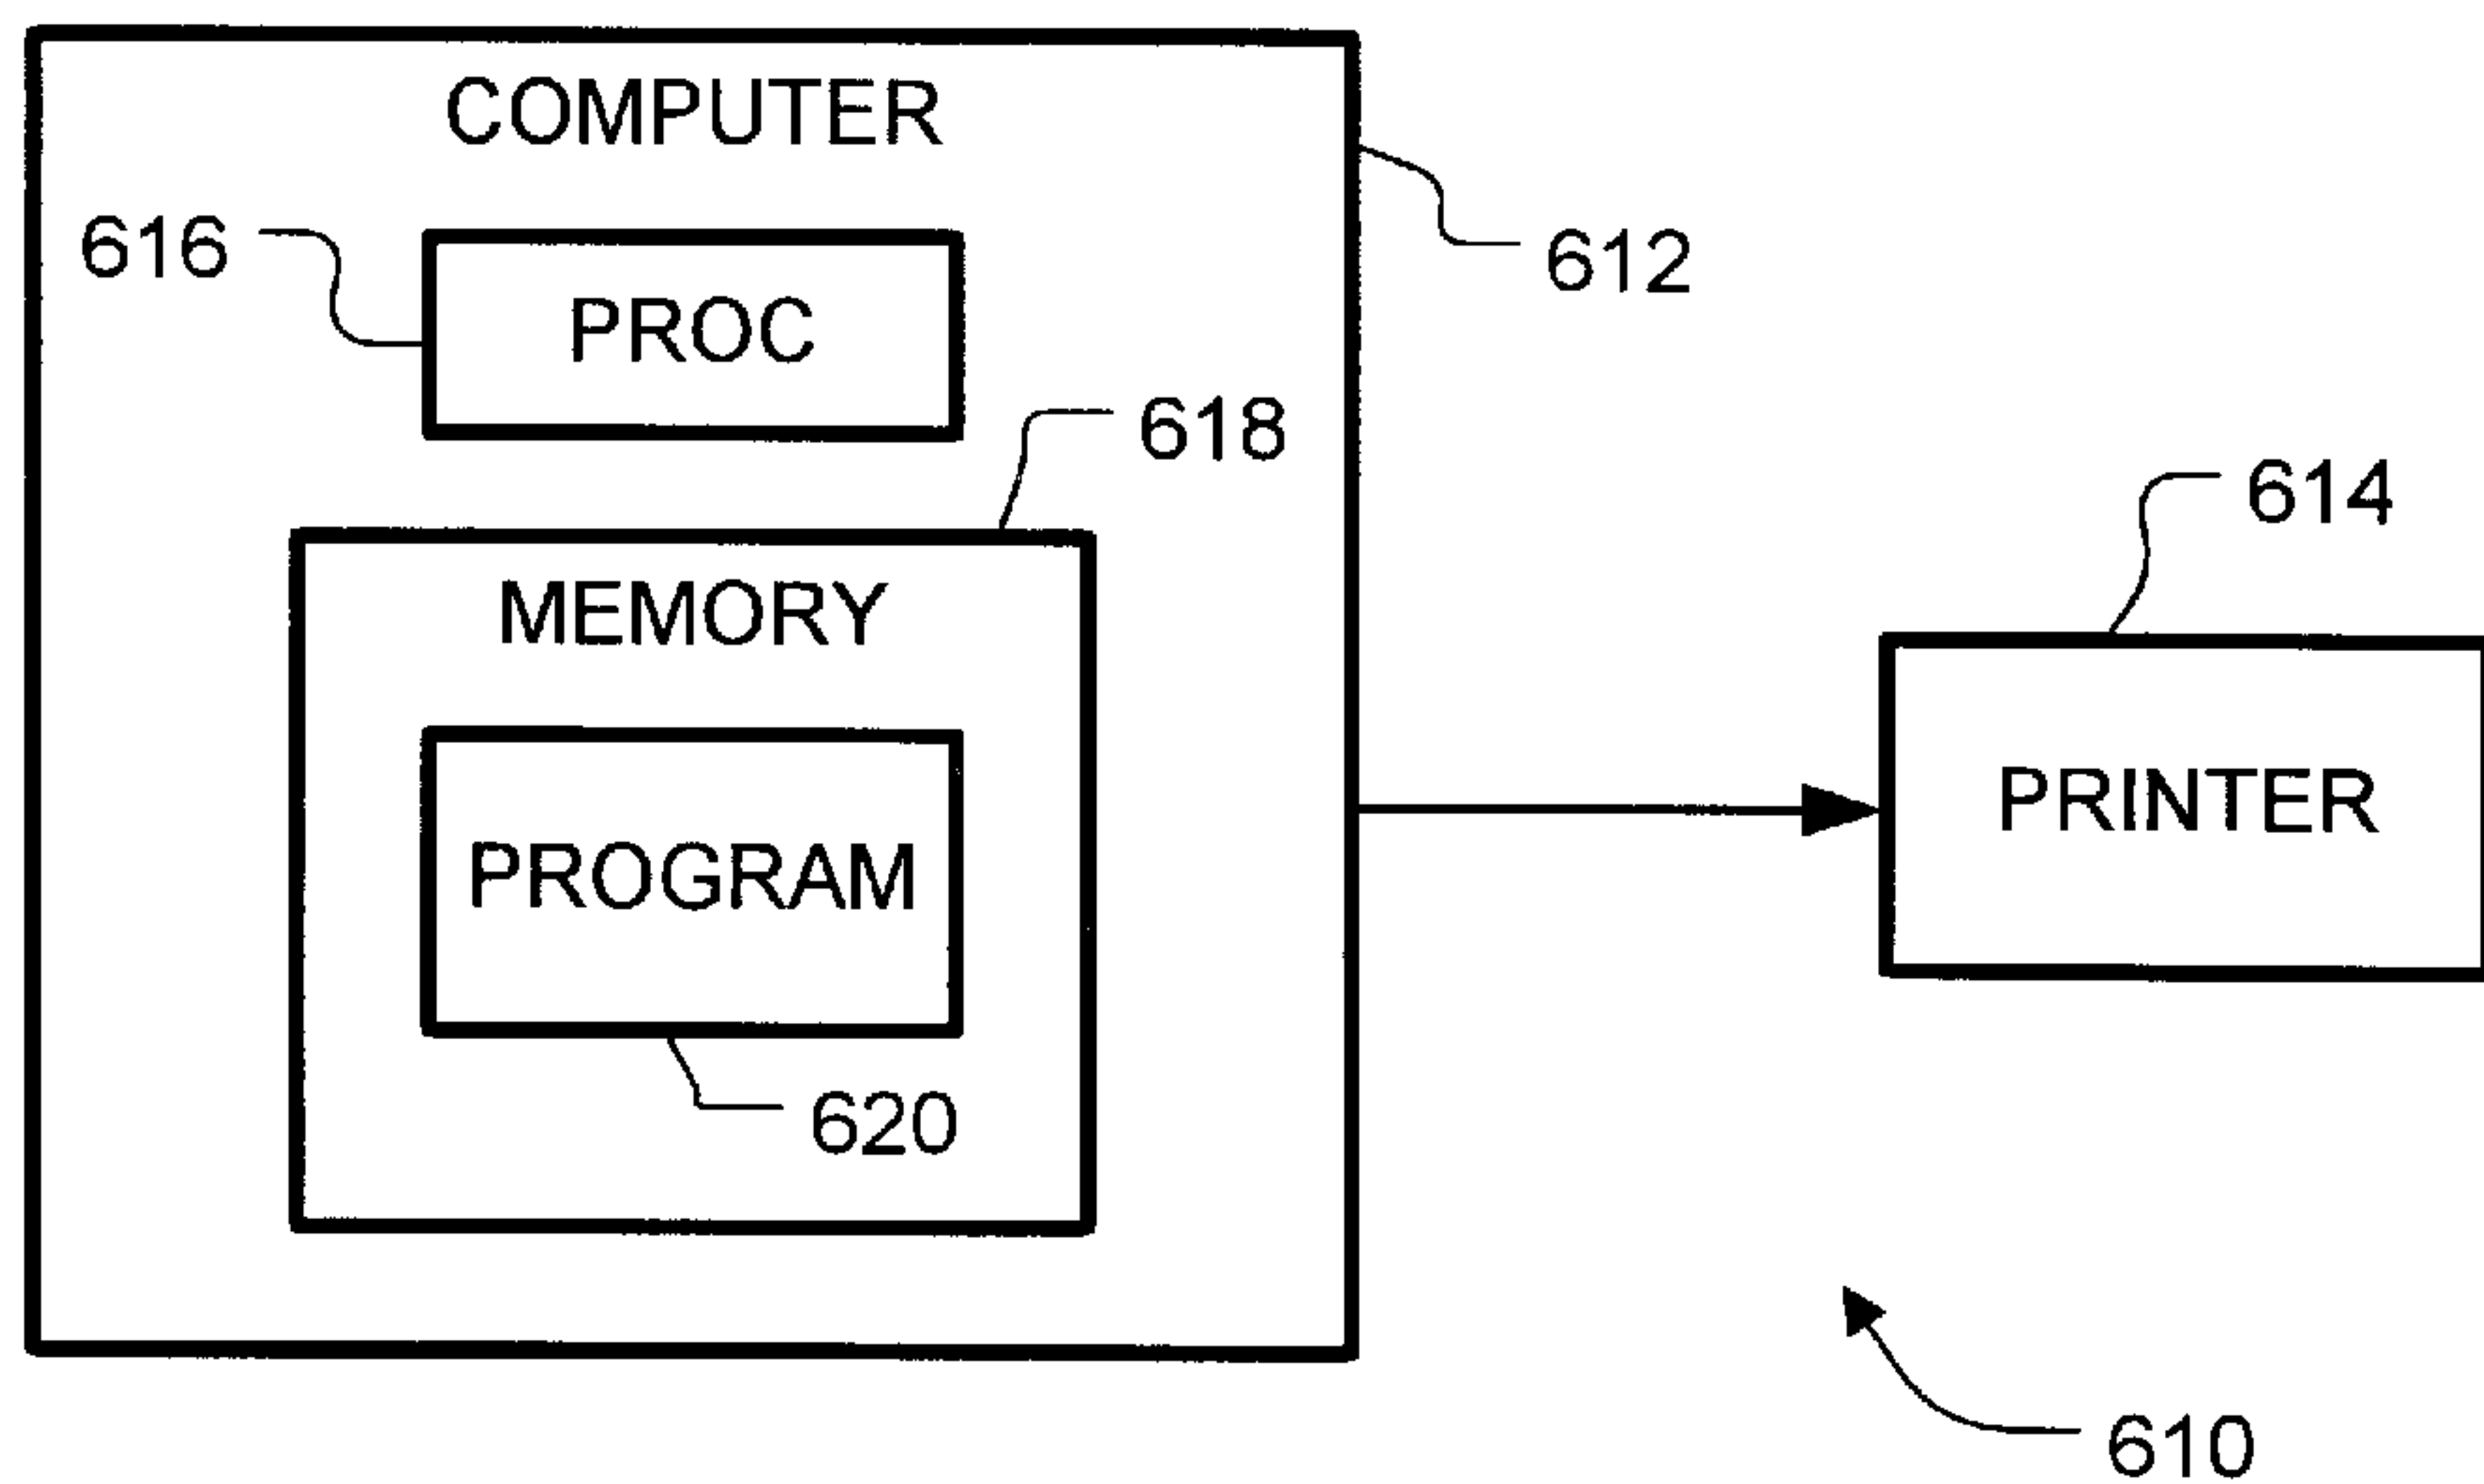 COMPUTER
616
PROC
612
618
614
MEMORY
PRINTER
PROGRAM
620
610